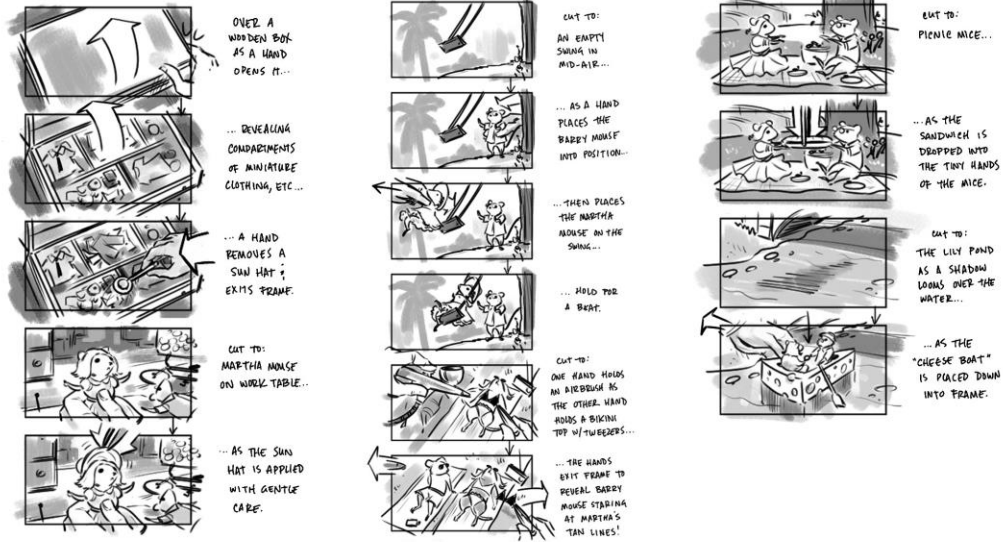 OVER A
WOODEN BOX
AS A HAND
OPENS IT...
... REVEALING
COMPARTMENTS
OF MINIATURE
CLOTHING, ETC...
... A HAND
REMOVES A
SUN HAT &
EXITS FRAME.
CUT TO:
MARTHA MOUSE
ON WORK TABLE...
... AS THE SUN
HAT IS APPLIED
WITH GENTLE
CARE.
CUT TO:
AN EMPTY
SWING IN
MID-AIR...
... AS A HAND
PLACES THE
BARRY MOUSE
INTO POSITION...
... THEN PLACES
THE MARTHA
MOUSE ON THE
SWING...
... HOLD FOR
A BEAT.
CUT TO:
ONE HAND HOLDS
AN AIRBRUSH AS
THE OTHER HAND
HOLDS A BIKINI
TOP W/TWEEZERS...
... THE HANDS
EXIT FRAME TO
REVEAL BARRY
MOUSE STARING
AT MARTHA'S
TAN LINES!
CUT TO:
PICNIC MICE...
... AS THE
SANDWICH IS
DROPPED INTO
THE TINY HANDS
OF THE MICE.
CUT TO:
THE LILY POND
AS A SHADOW
LOOMS OVER THE
WATER...
... AS THE
"CHEESE BOAT"
IS PLACED DOWN
INTO FRAME.